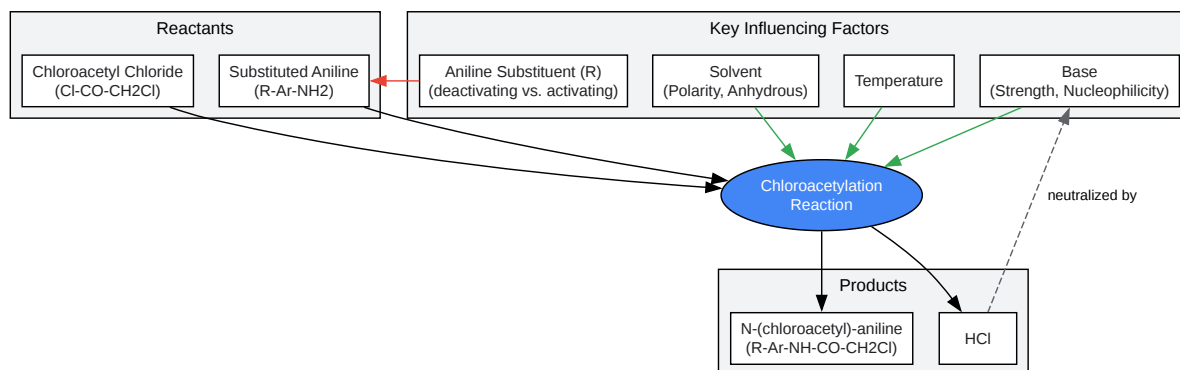 Reactants
Key Influencing Factors
Chloroacetyl Chloride
(Cl-CO-CH2Cl)
Substituted Aniline
(R-Ar-NH2)
Aniline Substituent (R)
(deactivating vs. activating)
Solvent
(Polarity, Anhydrous)
Temperature
Base
(Strength, Nucleophilicity)
Chloroacetylation
Reaction
neutralized by
Products
N-(chloroacetyl)-aniline
(R-Ar-NH-CO-CH2Cl)
HCl